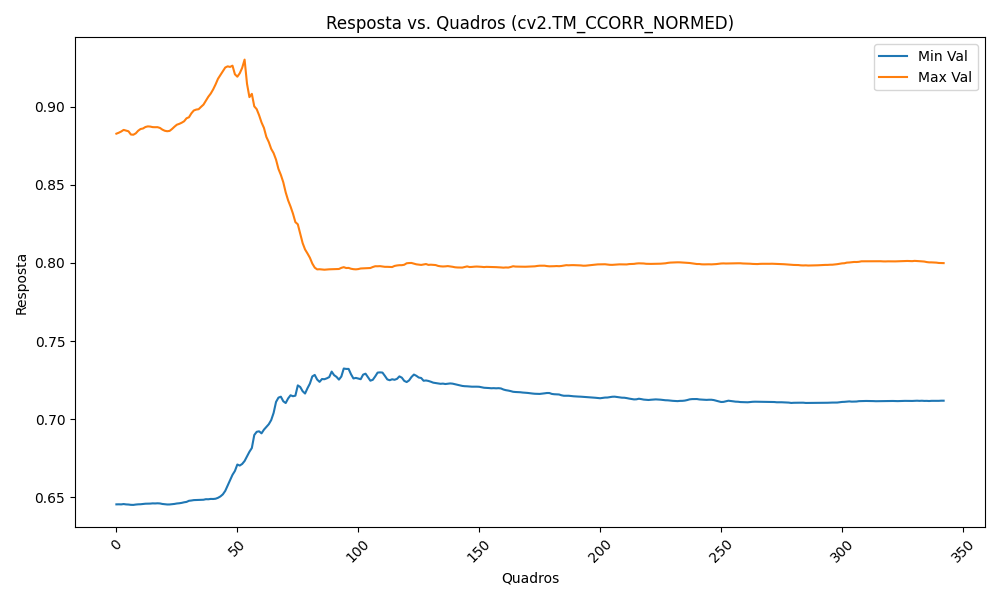 Resposta vs. Quadros (cv2.TM_CCORR_NORMED)
Min Val
Max Val
Resposta
0.90
0.85
0.80
0.75
0.70
0.65
0
50
100
150
200
250
300
350
Quadros